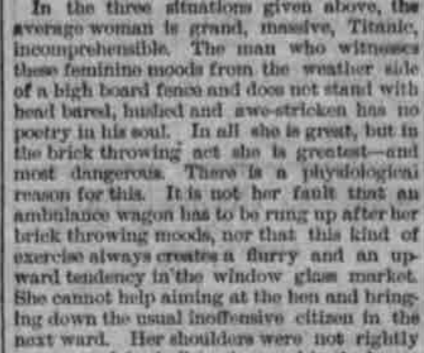 In the three situations given above, the
average woman is grand, massive, Titanic,
incomprehensible. The man who witnesses
these feminine moods from the weather side
of a high board fence and does not stand with
head bared, hushed and awe-stricken has no
poetry in his soul. In all she is great, but in
the brick throwing act she is greatest—and
most dangerous. There is a physiological
reason for this. It is not her fault that an
ambulance wagon has to be rung up after her
brick throwing moods, nor that this kind of
exercise always creates a flurry and an up-
ward tendency in the window glass market.
She cannot help aiming at the hen and bring-
ing down the usual inoffensive citizen in the
next ward. Her shoulders were not rightly